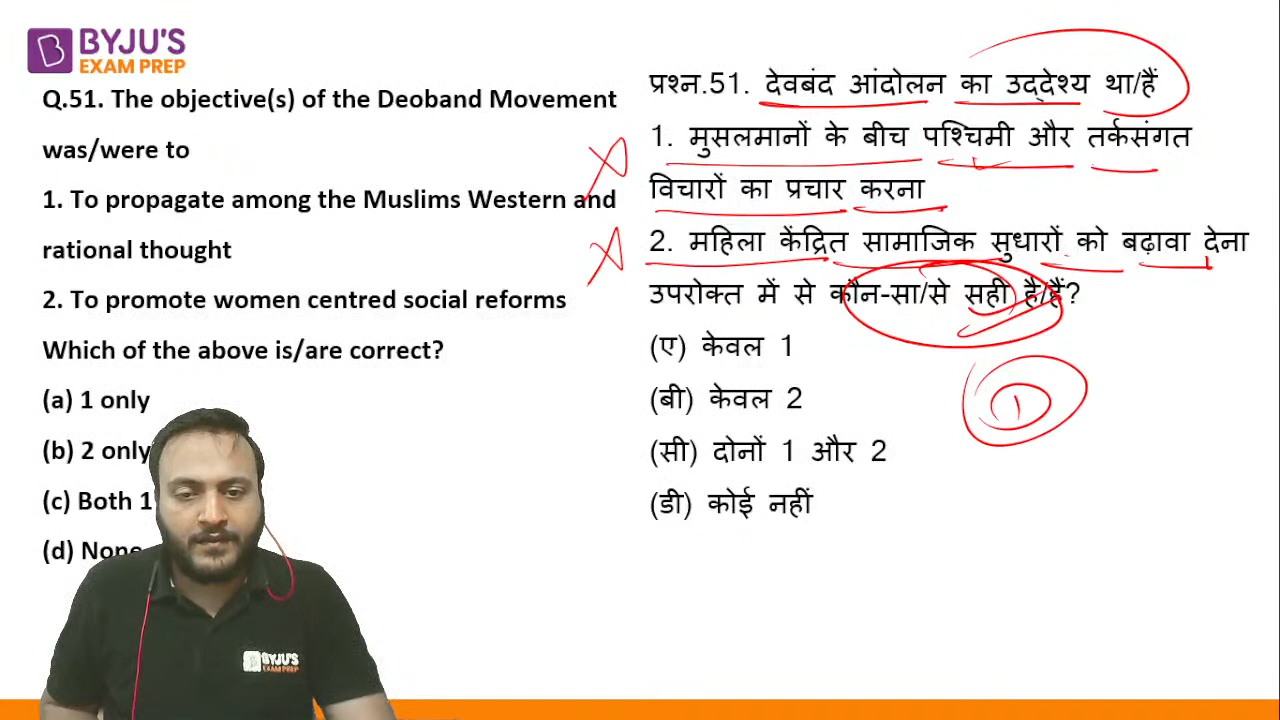 BYJU'S
EXAM PREP
Q.51. The objective(s) of the Deoband Movement
was/were to
1. To propagate among the Muslims Western and
rational thought
2. To promote women centred social reforms
Which of the above is/are correct?
(a) 1 only
(b) 2 only
(c) Both 1
(d) None
प्रश्न.51. देवबंद आंदोलन का उद्देश्य था/हैं
1. मुसलमानों के बीच पश्चिमी और तर्कसंगत
विचारों का प्रचार करना
2. महिला केंद्रित सामाजिक सुधारों को बढ़ावा देना
उपरोक्त में से कौन-सा/से सही है/हैं?
(ए) केवल 1
(बी) केवल 2
(सी) दोनों 1 और 2
(डी) कोई नहीं
BYJU'S
EXAM PREP